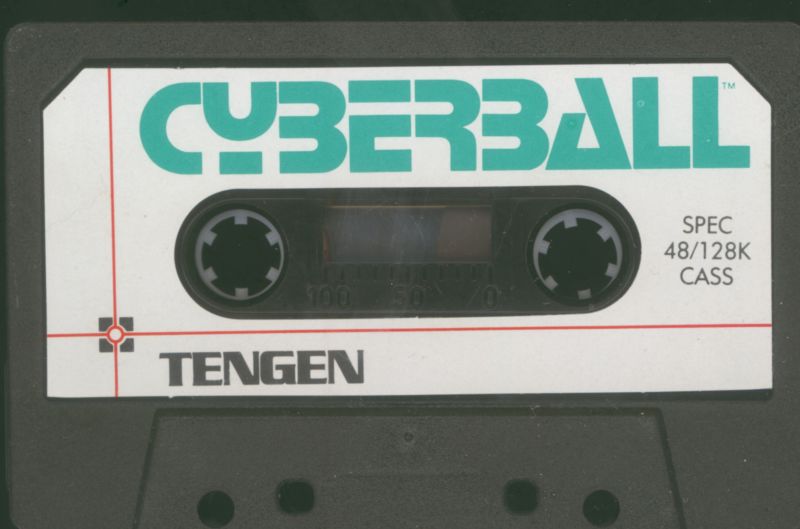 CYBERBALL™
SPEC
48/128K
CASS
100 50 0
TENGEN